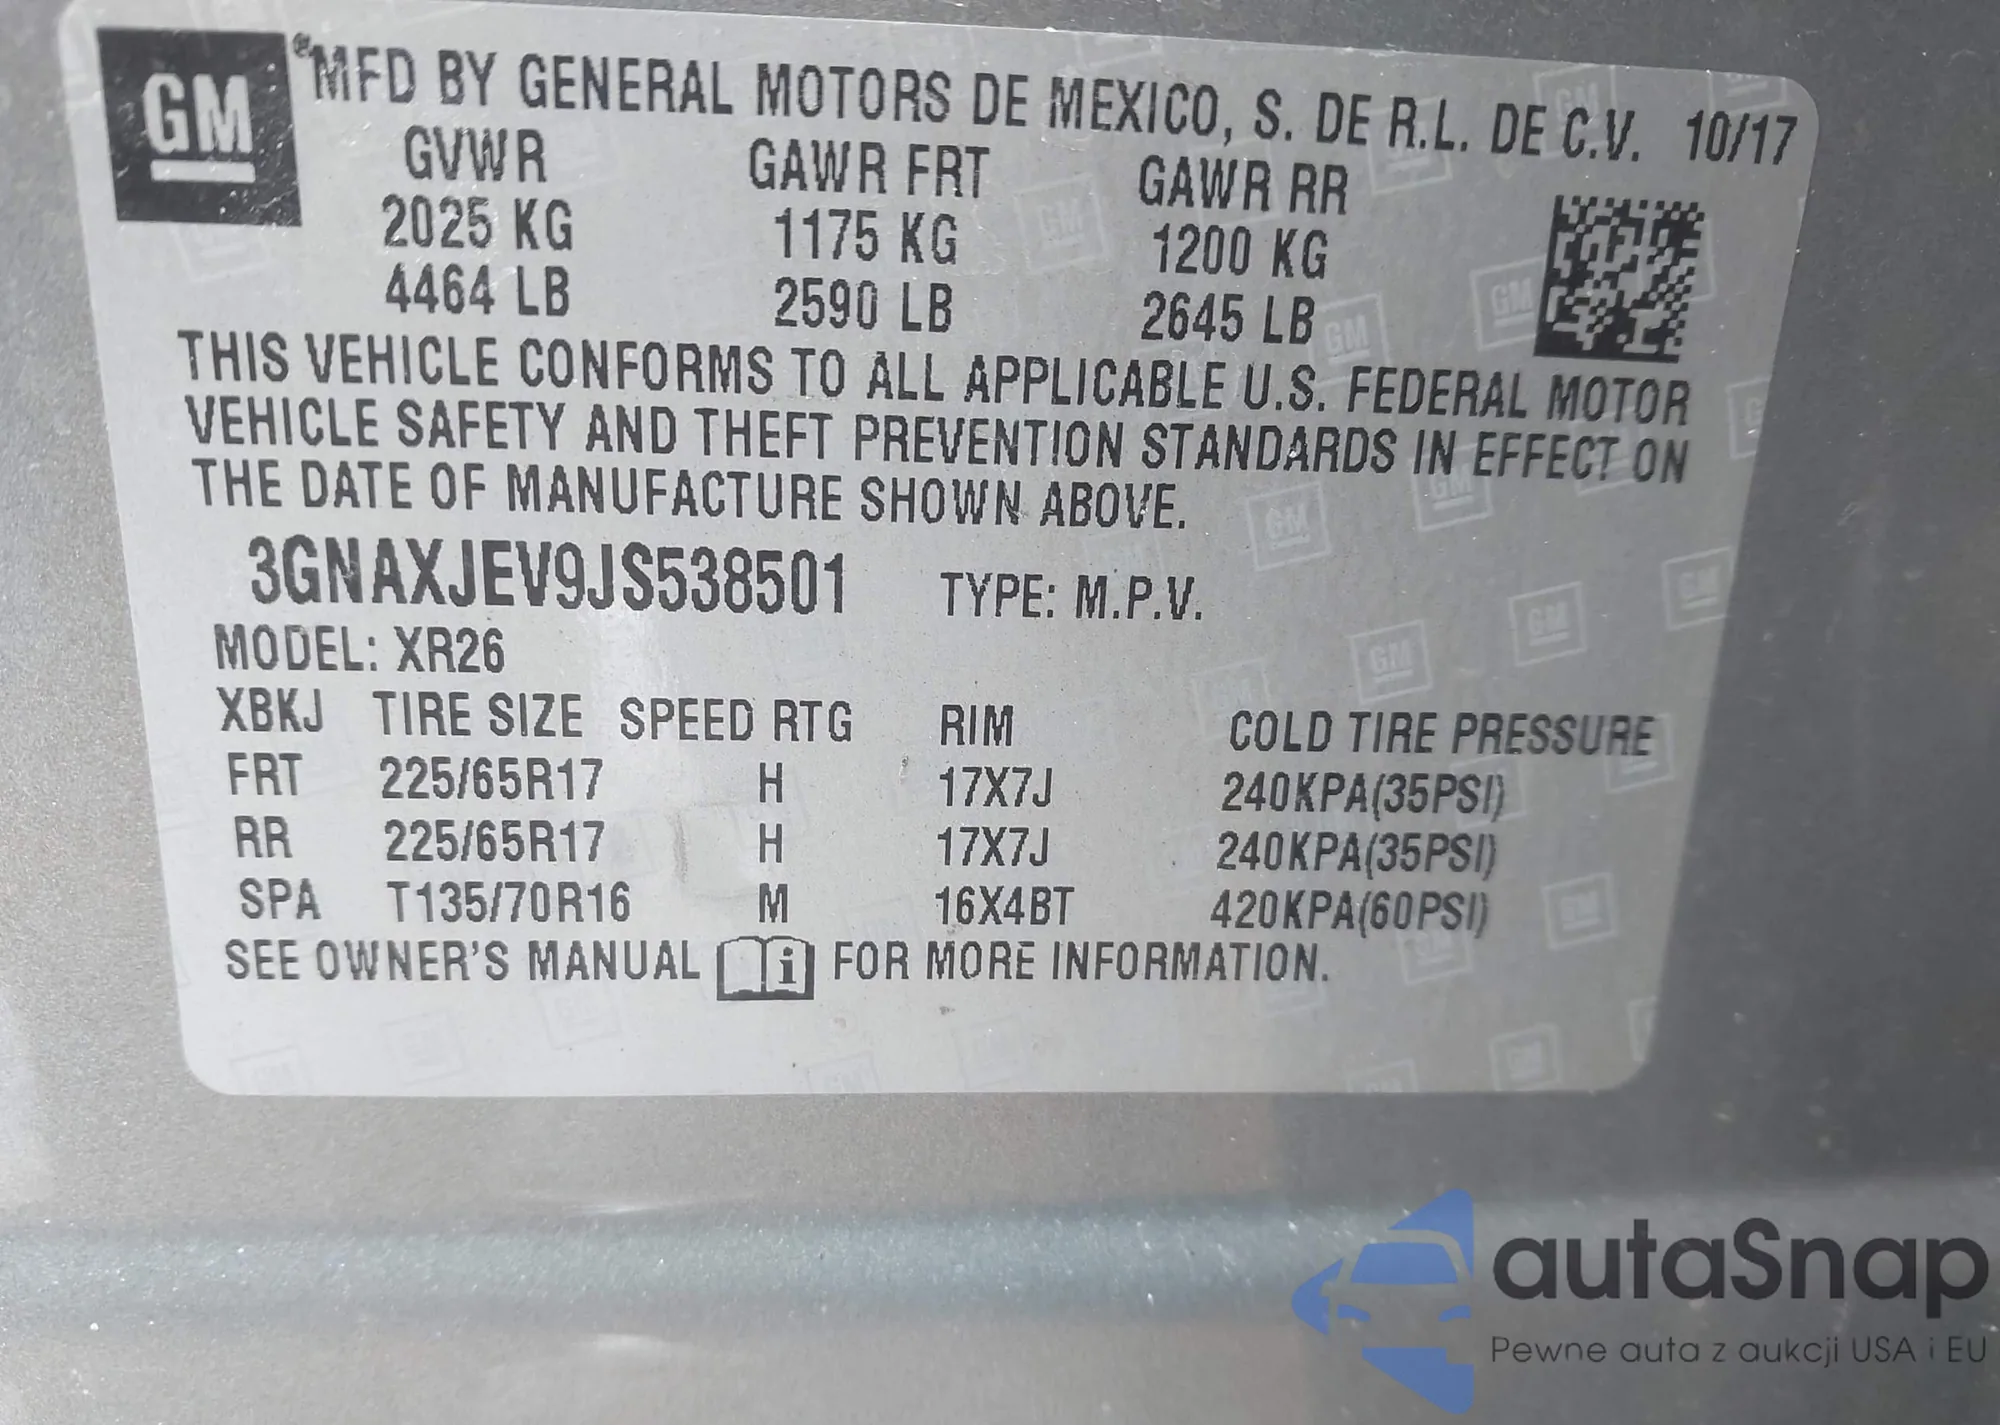 GM ® MFD BY GENERAL MOTORS DE MEXICO, S. DE R.L. DE C.V. 10/17
GVWR GAWR FRT GAWR RR
2025 KG 1175 KG 1200 KG
4464 LB 2590 LB 2645 LB
THIS VEHICLE CONFORMS TO ALL APPLICABLE U.S. FEDERAL MOTOR
VEHICLE SAFETY AND THEFT PREVENTION STANDARDS IN EFFECT ON
THE DATE OF MANUFACTURE SHOWN ABOVE.
3GNAXJEV9JS538501 TYPE: M.P.V.
MODEL: XR26
XBKJ TIRE SIZE SPEED RTG RIM COLD TIRE PRESSURE
FRT 225/65R17 H 17X7J 240KPA(35PSI)
RR 225/65R17 H 17X7J 240KPA(35PSI)
SPA T135/70R16 M 16X4BT 420KPA(60PSI)
SEE OWNER'S MANUAL i FOR MORE INFORMATION.
autaSnap
Pewne auta z aukcji USA i EU